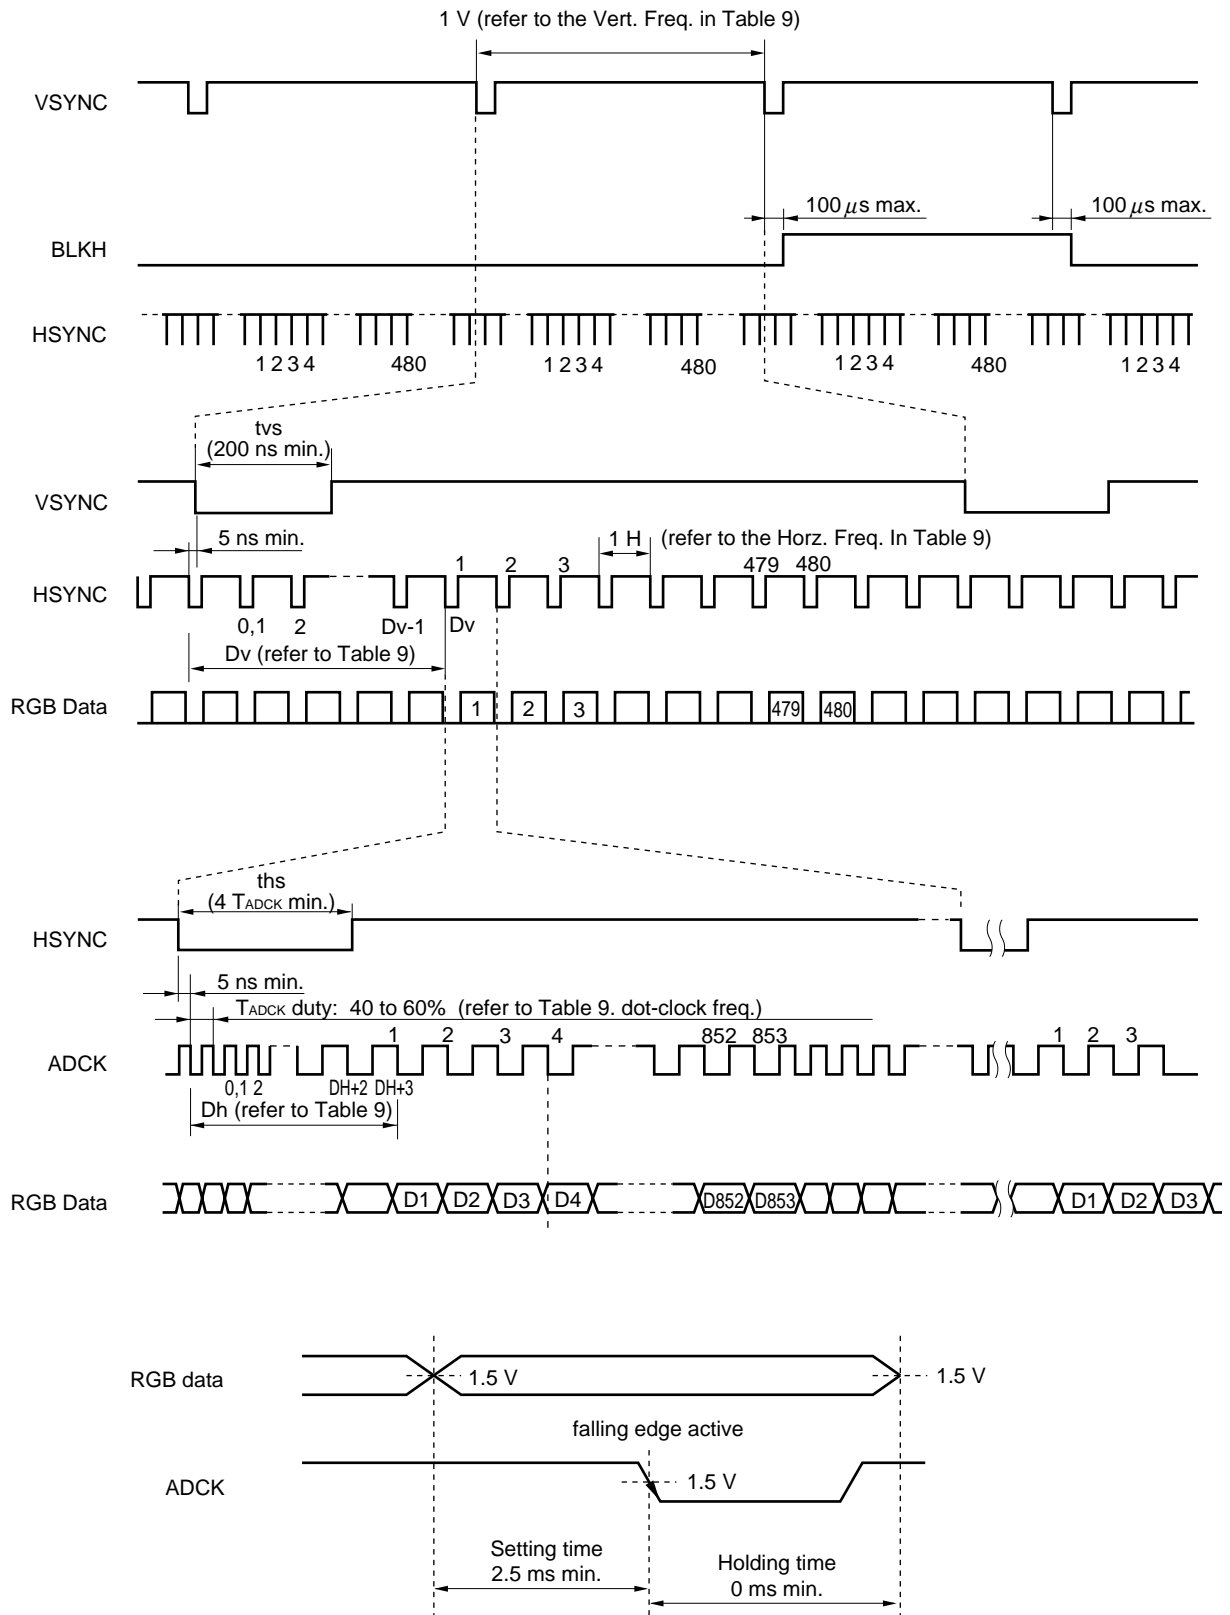 1 V (refer to the Vert. Freq. in Table 9)
VSYNC
100 μs max.
100 μs max.
BLKH
HSYNC
1 2 3 4
480
1 2 3 4
480
1 2 3 4
480
1 2 3 4
tvs
(200 ns min.)
VSYNC
5 ns min.
1 H
(refer to the Horz. Freq. In Table 9)
1
2
3
479
480
HSYNC
0,1
2
Dv-1
Dv
Dv (refer to Table 9)
RGB Data
1
2
3
479
480
ths
(4 TADCK min.)
HSYNC
5 ns min.
TADCK duty: 40 to 60% (refer to Table 9. dot-clock freq.)
1
2
3
4
852
853
1
2
3
ADCK
0,1
2
DH+2
DH+3
Dh (refer to Table 9)
RGB Data
D1
D2
D3
D4
D852
D853
D1
D2
D3
RGB data
1.5 V
1.5 V
falling edge active
ADCK
1.5 V
Setting time
2.5 ms min.
Holding time
0 ms min.